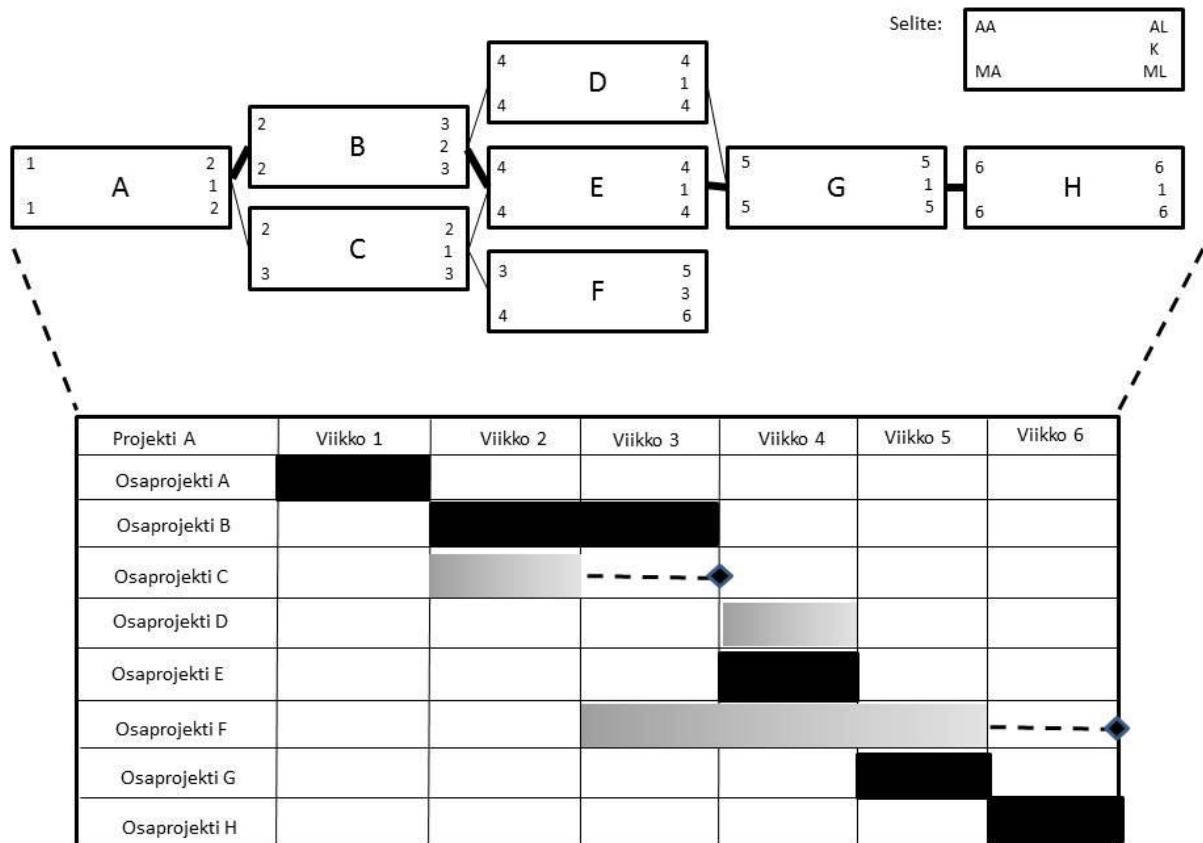 Selite:
AA AL
K
MA ML
1 2
A 1
1 2
2 3
B 2
2 3
2 2
C 1
3 3
4 4
D 1
4 4
4 4
E 1
4 4
3 5
F 3
4 6
5 5
G 1
5 5
6 6
H 1
6 6
Projekti A Viikko 1 Viikko 2 Viikko 3 Viikko 4 Viikko 5 Viikko 6
Osaprojekti A
Osaprojekti B
Osaprojekti C
Osaprojekti D
Osaprojekti E
Osaprojekti F
Osaprojekti G
Osaprojekti H